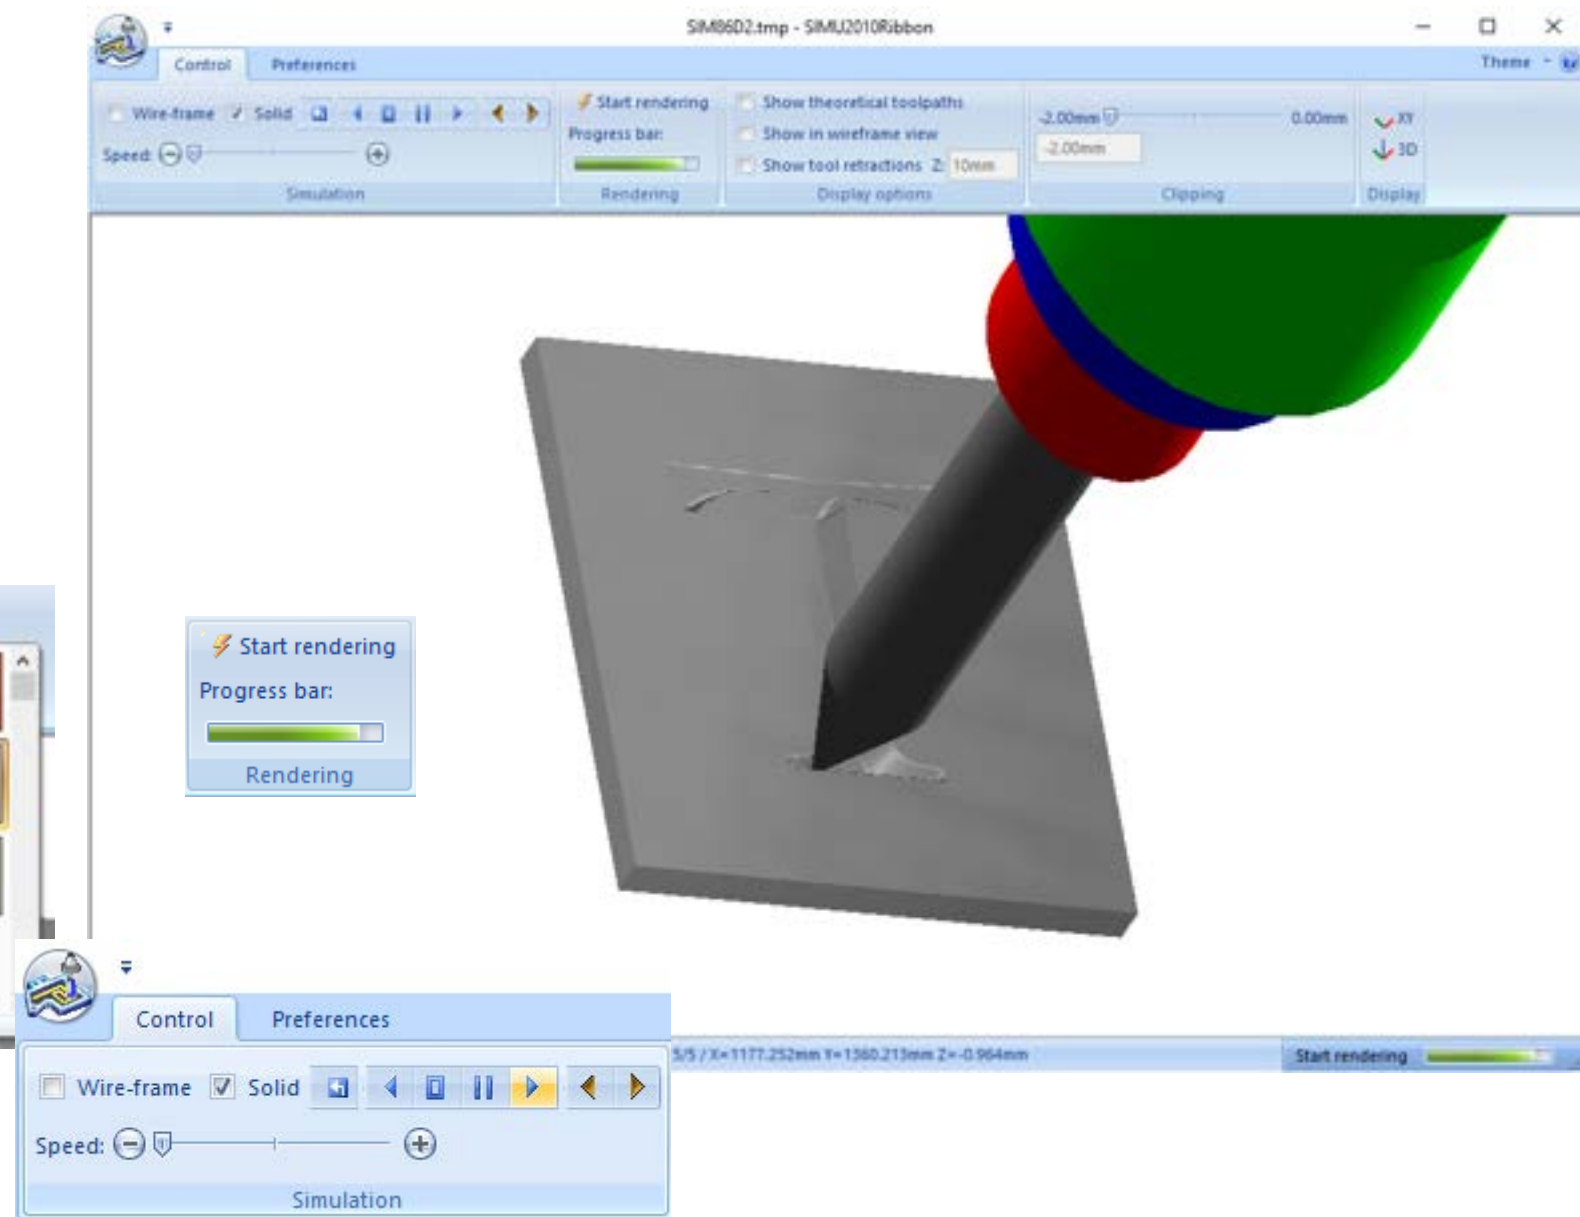 SIM86D2.tmp - SIMU2010Ribbon
Control Preferences Theme
Wire-frame Solid
Speed:
Simulation
Start rendering
Progress bar:
Rendering
Show theoretical toolpaths
Show in wireframe view
Show tool retractions Z: 10mm
Display options
-2.00mm 0.00mm
-2.00mm
Clipping
XY
3D
Display
Start rendering
Progress bar:
Rendering
Control Preferences
Wire-frame Solid
Speed:
Simulation
5/5 / X=1177.252mm Y=1360.213mm Z=-0.964mm
Start rendering